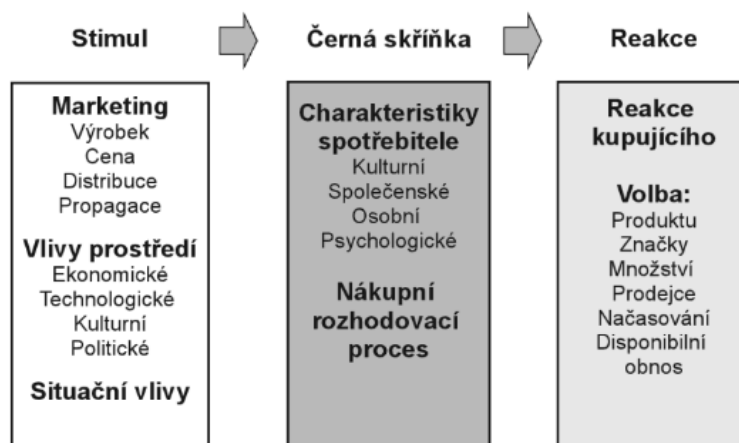 Stimul
Černá skříňka
Reakce
Marketing
Výrobek
Cena
Distribuce
Propagace
Vlivy prostředí
Ekonomické
Technologické
Kulturní
Politické
Situační vlivy
Charakteristiky
spotřebitele
Kulturní
Společenské
Osobní
Psychologické
Nákupní
rozhodovací
proces
Reakce
kupujícího
Volba:
Produktu
Značky
Množství
Prodejce
Načasování
Disponibilní
obnos